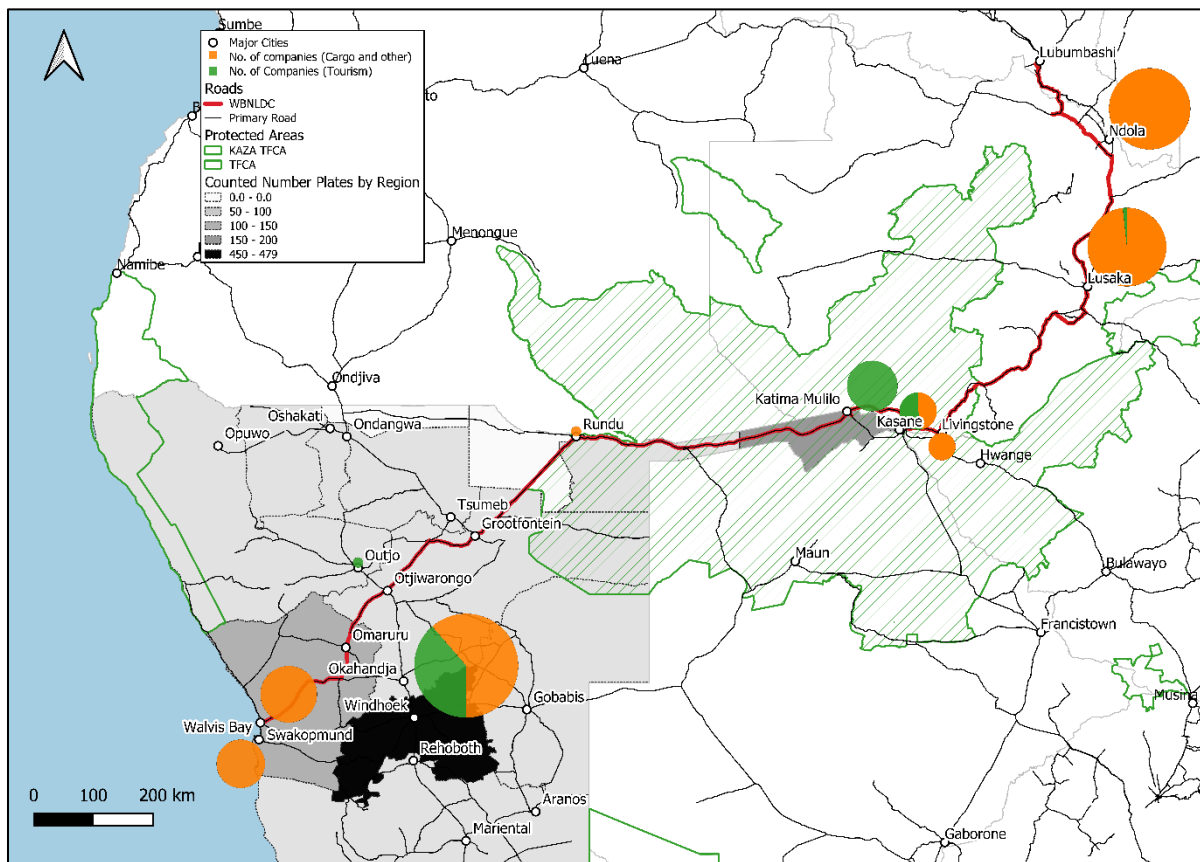 Sumbe
Major Cities
No. of companies (Cargo and other)
No. of Companies (Tourism)
Roads
WBNLDC
Primary Road
Protected Areas
KAZA TFCA
TFCA
Counted Number Plates by Region
0.0 - 0.0
50 - 100
100 - 150
150 - 200
450 - 479
Luena
Lubumbashi
Ndola
Menongue
Namibe
Lusaka
Ondjiva
Oshakati
Ondangwa
Opuwo
Rundu
Katima Mulilo
Kasane
Livingstone
Hwange
Tsumeb
Grootfontein
Outjo
Otjiwarongo
Maun
Bulawayo
Omaruru
Francistown
Okahandja
Gobabis
Musina
Windhoek
Walvis Bay
Swakopmund
Rehoboth
0 100 200 km
Aranos
Mariental
Gaborone